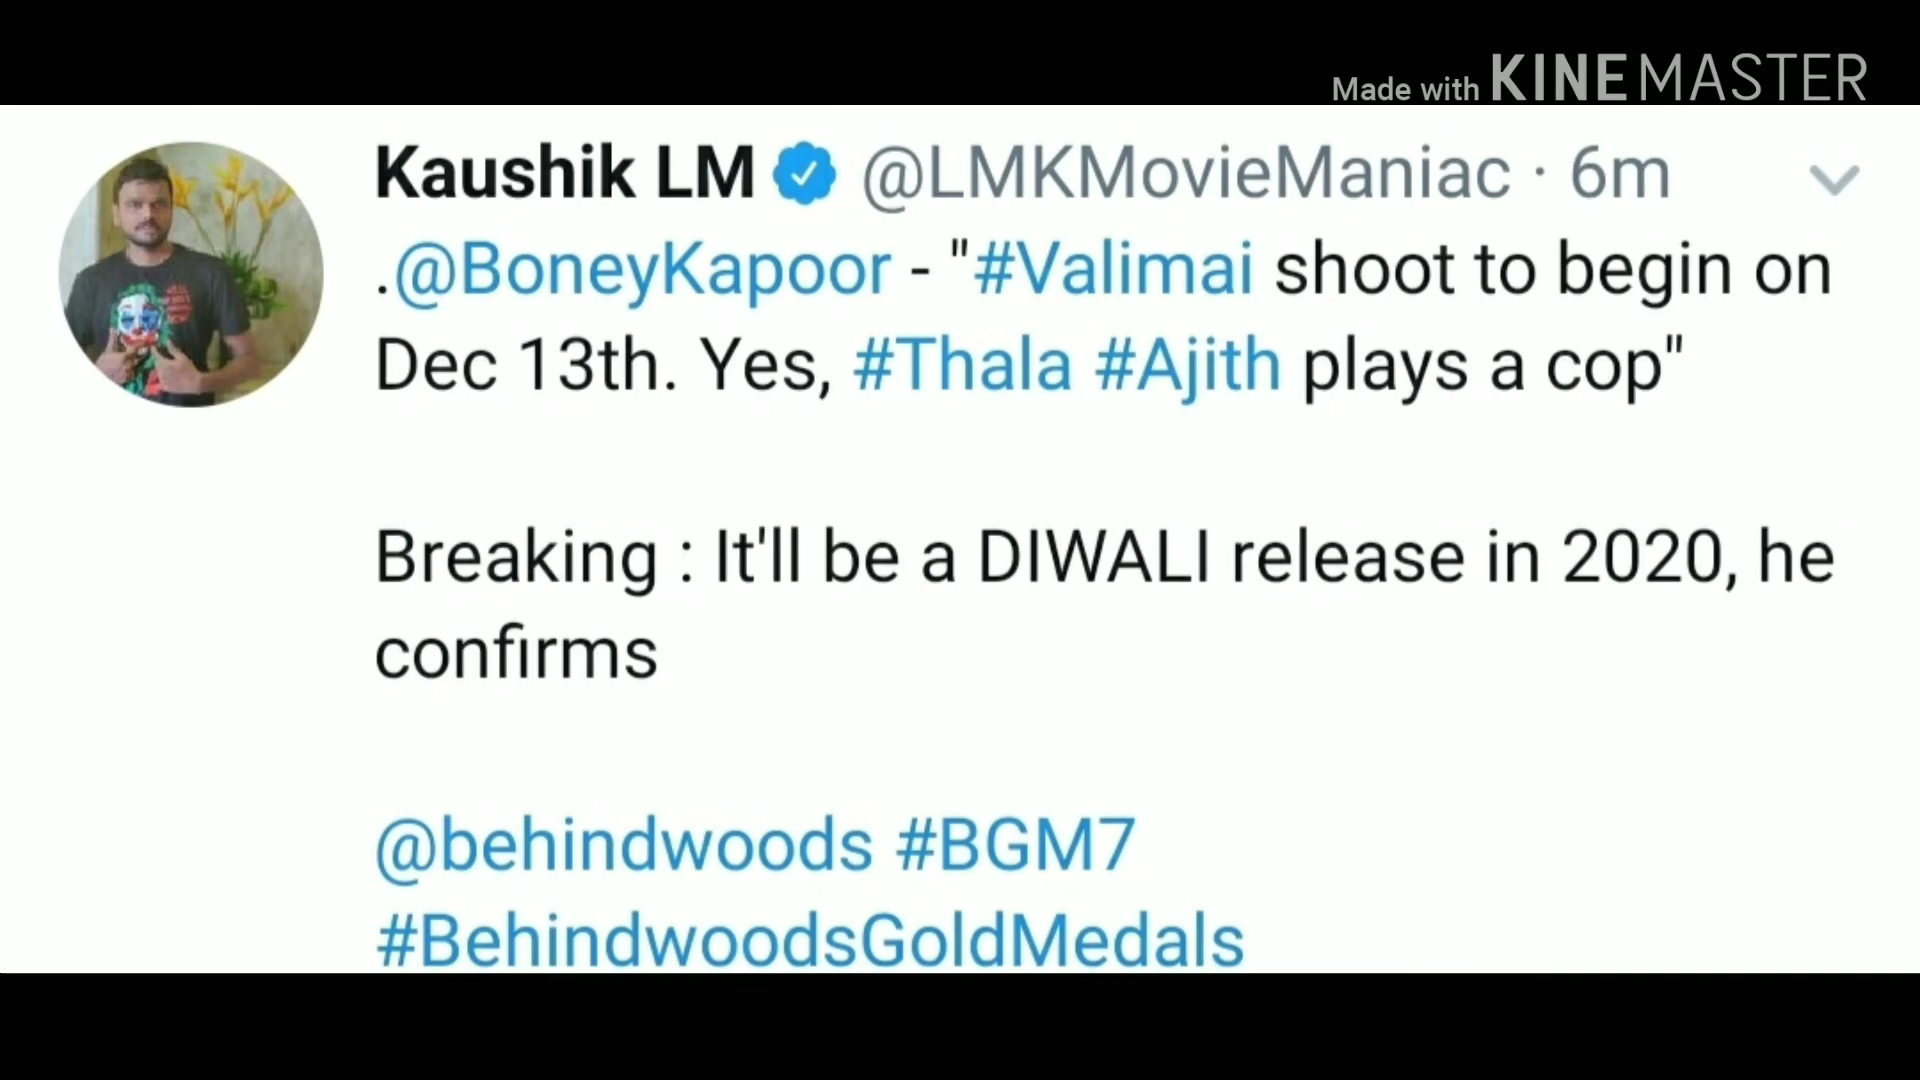 Made with KINEMASTER
Kaushik LM @LMKMovieManiac · 6m
.@BoneyKapoor - "#Valimai shoot to begin on
Dec 13th. Yes, #Thala #Ajith plays a cop"
Breaking : It'll be a DIWALI release in 2020, he
confirms
@behindwoods #BGM7
#BehindwoodsGoldMedals